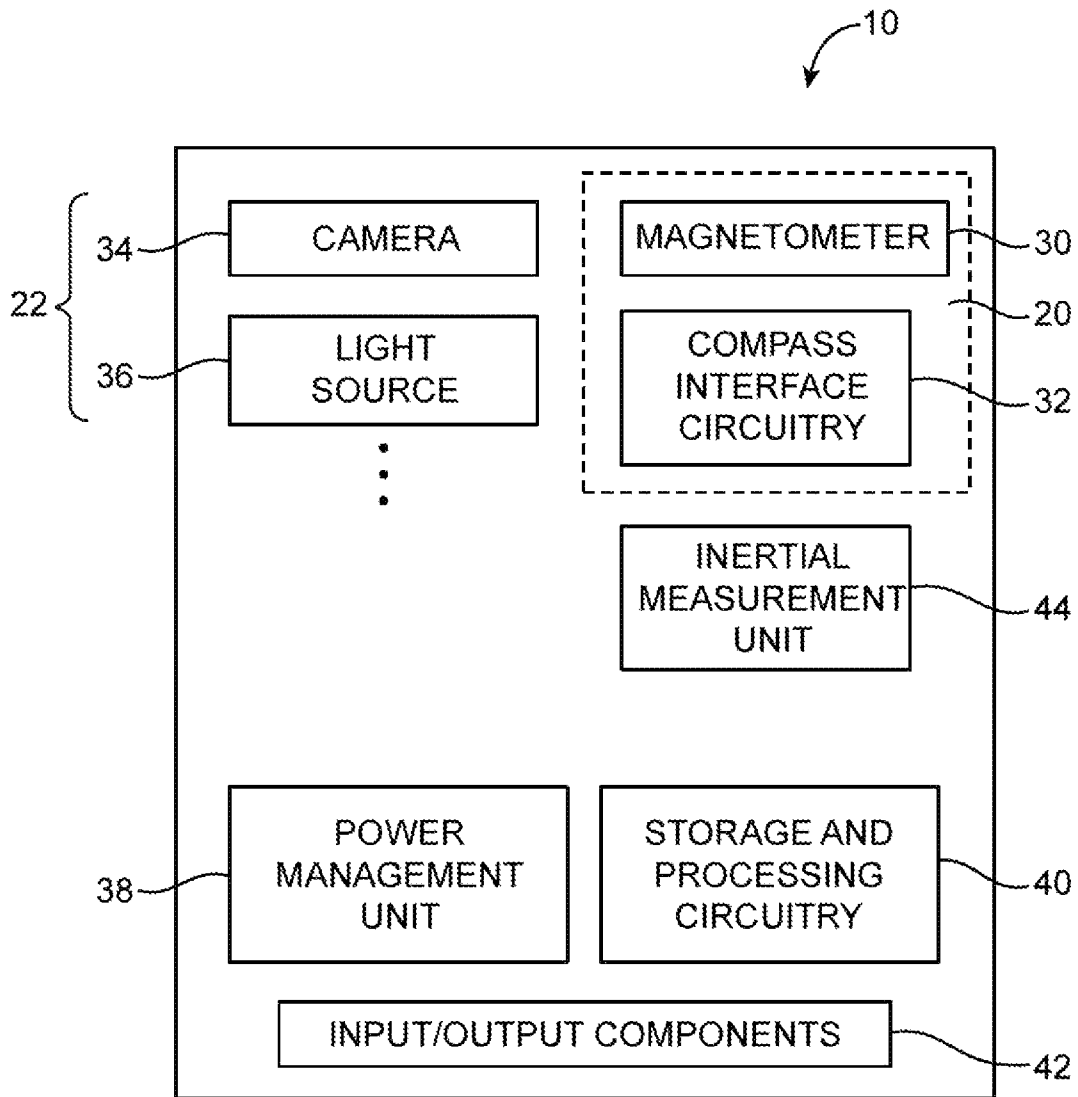 10
22
34
CAMERA
MAGNETOMETER
30
20
36
LIGHT
SOURCE
COMPASS
INTERFACE
CIRCUITRY
32
INERTIAL
MEASUREMENT
UNIT
44
38
POWER
MANAGEMENT
UNIT
STORAGE AND
PROCESSING
CIRCUITRY
40
INPUT/OUTPUT COMPONENTS
42